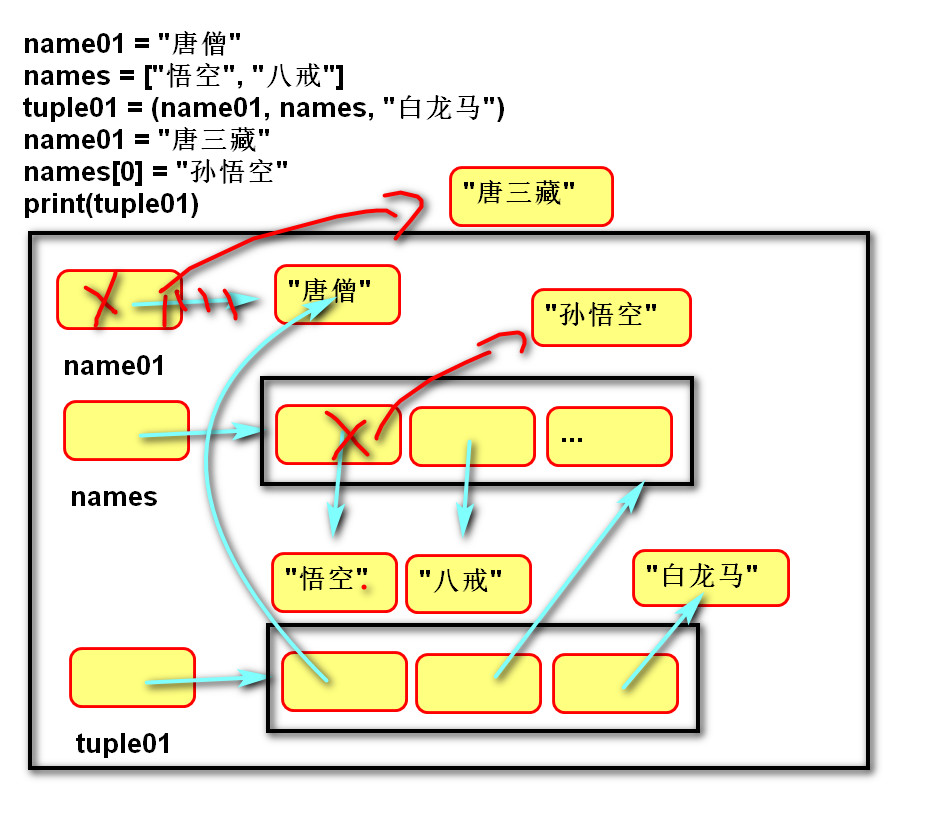 name01 = "唐僧"
names = ["悟空", "八戒"]
tuple01 = (name01, names, "白龙马")
name01 = "唐三藏"
names[0] = "孙悟空"
print(tuple01)
"唐三藏"
"唐僧"
name01
"孙悟空"
names
...
"悟空"
"八戒"
"白龙马"
tuple01